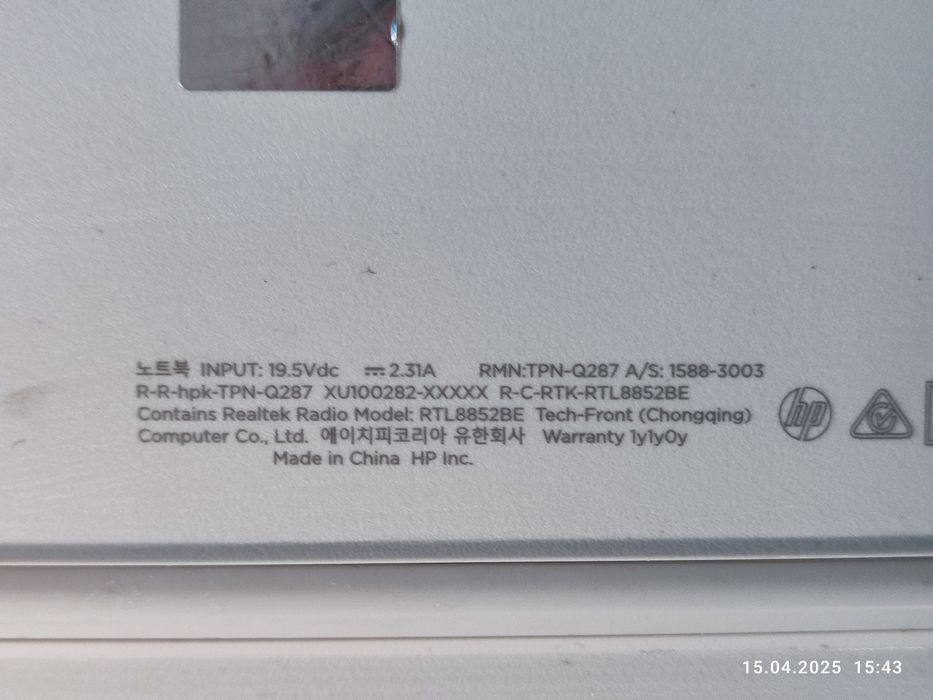 노트북 INPUT: 19.5Vdc ⎓ 2.31A RMN:TPN-Q287 A/S: 1588-3003
R-R-hpk-TPN-Q287 XU100282-XXXXX R-C-RTK-RTL8852BE
Contains Realtek Radio Model: RTL8852BE Tech-Front (Chongqing)
Computer Co., Ltd. 에이치피코리아 유한회사 Warranty 1y1y0y
Made in China HP Inc.
hp
15.04.2025 15:43